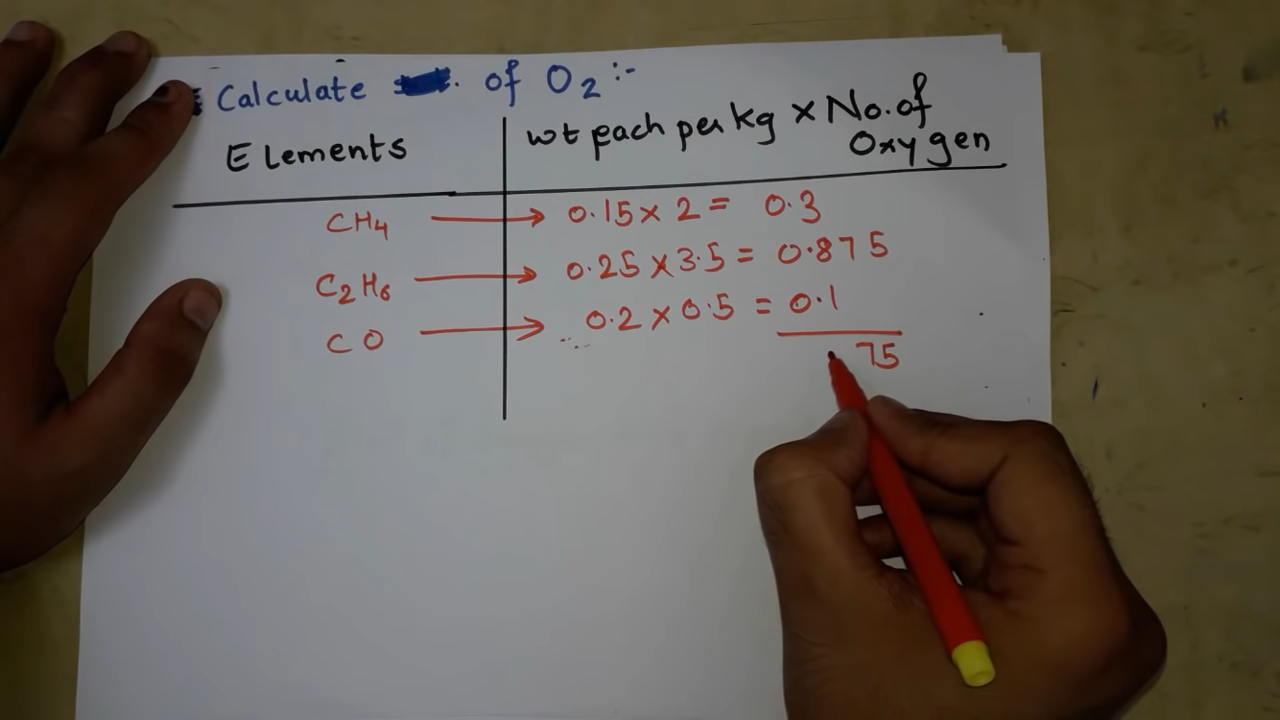 Calculate of O2:-
Elements wt each per kg × No. of Oxygen
CH4 → 0.15 × 2 = 0.3
C2H6 → 0.25 × 3.5 = 0.875
CO → 0.2 × 0.5 = 0.1
75